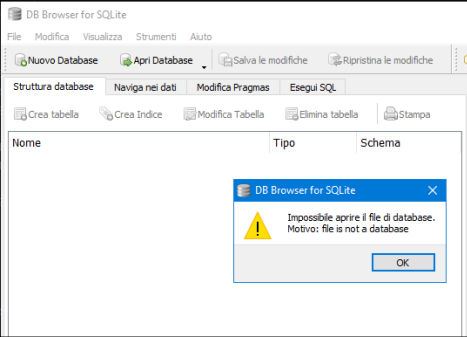 DB Browser for SQLite
File Modifica Visualizza Strumenti Aiuto
Nuovo Database Apri Database Salva le modifiche Ripristina le modifiche
Struttura database Naviga nei dati Modifica Pragmas Esegui SQL
Crea tabella Crea Indice Modifica Tabella Elimina tabella Stampa
Nome Tipo Schema
DB Browser for SQLite
Impossibile aprire il file di database.
Motivo: file is not a database
OK